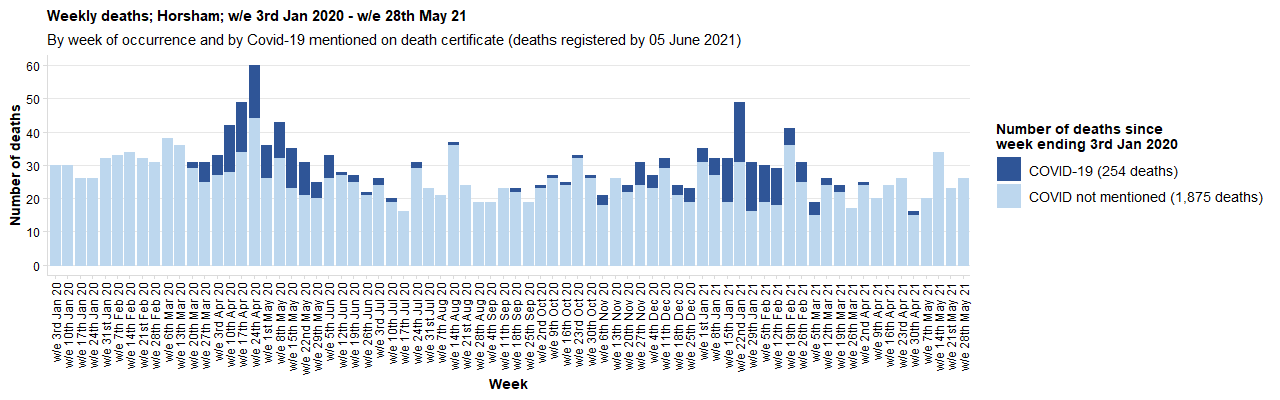 Weekly deaths; Horsham; w/e 3rd Jan 2020 - w/e 28th May 21
By week of occurrence and by Covid-19 mentioned on death certificate (deaths registered by 05 June 2021)
Number of deaths
60
50
40
30
20
10
0
w/e 3rd Jan 20
w/e 10th Jan 20
w/e 17th Jan 20
w/e 24th Jan 20
w/e 31st Jan 20
w/e 7th Feb 20
w/e 14th Feb 20
w/e 21st Feb 20
w/e 28th Feb 20
w/e 6th Mar 20
w/e 13th Mar 20
w/e 20th Mar 20
w/e 27th Mar 20
w/e 3rd Apr 20
w/e 10th Apr 20
w/e 17th Apr 20
w/e 24th Apr 20
w/e 1st May 20
w/e 8th May 20
w/e 15th May 20
w/e 22nd May 20
w/e 29th May 20
w/e 5th Jun 20
w/e 12th Jun 20
w/e 19th Jun 20
w/e 26th Jun 20
w/e 3rd Jul 20
w/e 10th Jul 20
w/e 17th Jul 20
w/e 24th Jul 20
w/e 31st Jul 20
w/e 7th Aug 20
w/e 14th Aug 20
w/e 21st Aug 20
w/e 28th Aug 20
w/e 4th Sep 20
w/e 11th Sep 20
w/e 18th Sep 20
w/e 25th Sep 20
w/e 2nd Oct 20
w/e 9th Oct 20
w/e 16th Oct 20
w/e 23rd Oct 20
w/e 30th Oct 20
w/e 6th Nov 20
w/e 13th Nov 20
w/e 20th Nov 20
w/e 27th Nov 20
w/e 4th Dec 20
w/e 11th Dec 20
w/e 18th Dec 20
w/e 25th Dec 20
w/e 1st Jan 21
w/e 8th Jan 21
w/e 15th Jan 21
w/e 22nd Jan 21
w/e 29th Jan 21
w/e 5th Feb 21
w/e 12th Feb 21
w/e 19th Feb 21
w/e 26th Feb 21
w/e 5th Mar 21
w/e 12th Mar 21
w/e 19th Mar 21
w/e 26th Mar 21
w/e 2nd Apr 21
w/e 9th Apr 21
w/e 16th Apr 21
w/e 23rd Apr 21
w/e 30th Apr 21
w/e 7th May 21
w/e 14th May 21
w/e 21st May 21
w/e 28th May 21
Week
Number of deaths since
week ending 3rd Jan 2020
COVID-19 (254 deaths)
COVID not mentioned (1,875 deaths)